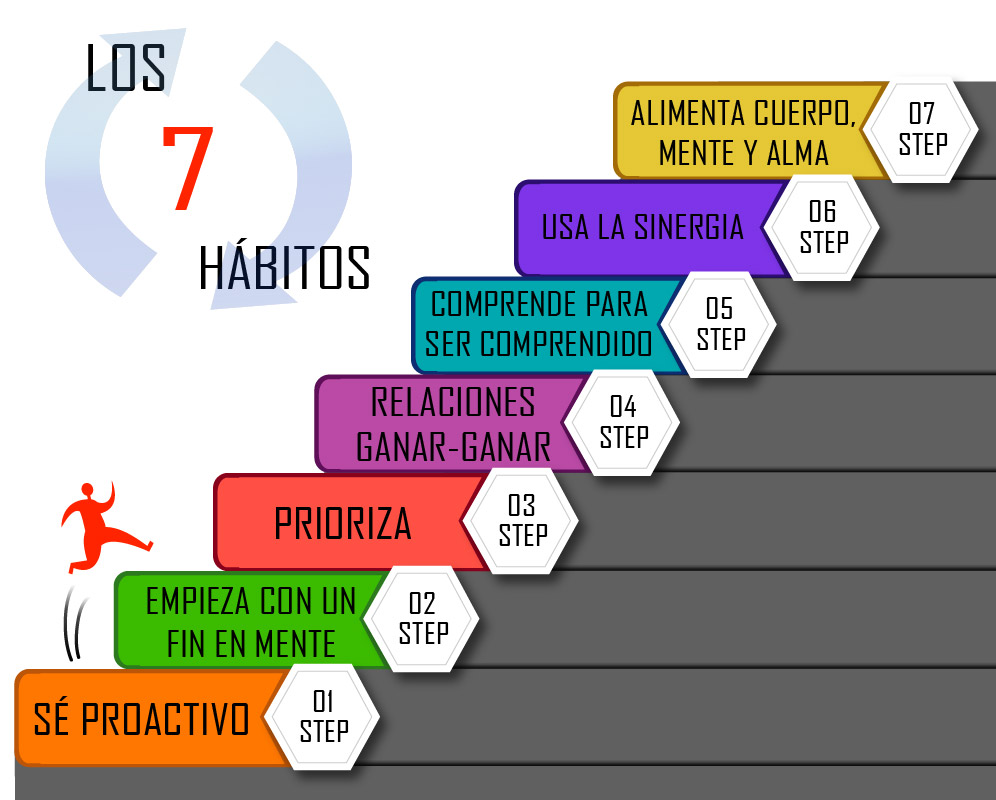 LOS
7
HÁBITOS
ALIMENTA CUERPO,
MENTE Y ALMA
07
STEP
USA LA SINERGIA
06
STEP
COMPRENDE PARA
SER COMPRENDIDO
05
STEP
RELACIONES
GANAR-GANAR
04
STEP
PRIORIZA
03
STEP
EMPIEZA CON UN
FIN EN MENTE
02
STEP
SÉ PROACTIVO
01
STEP